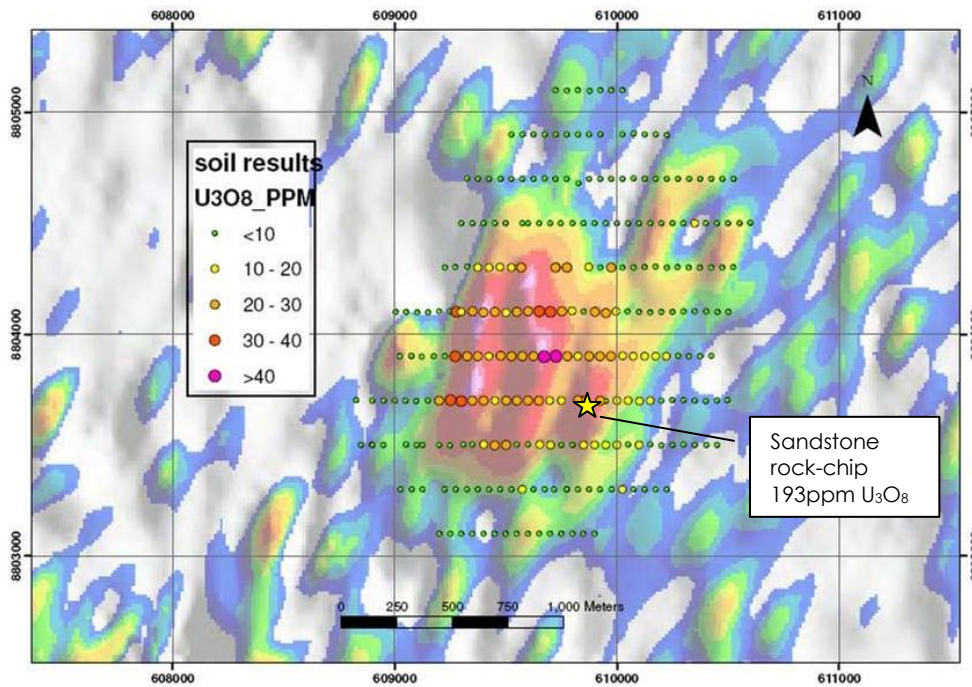 608000 609000 610000 611000
N
8805000
soil results
U3O8_PPM
<10
10 - 20
8804000
20 - 30
30 - 40
>40
Sandstone
rock-chip
193ppm U₃O₈
8803000
0 250 500 750 1,000 Meters
608000 609000 610000 611000